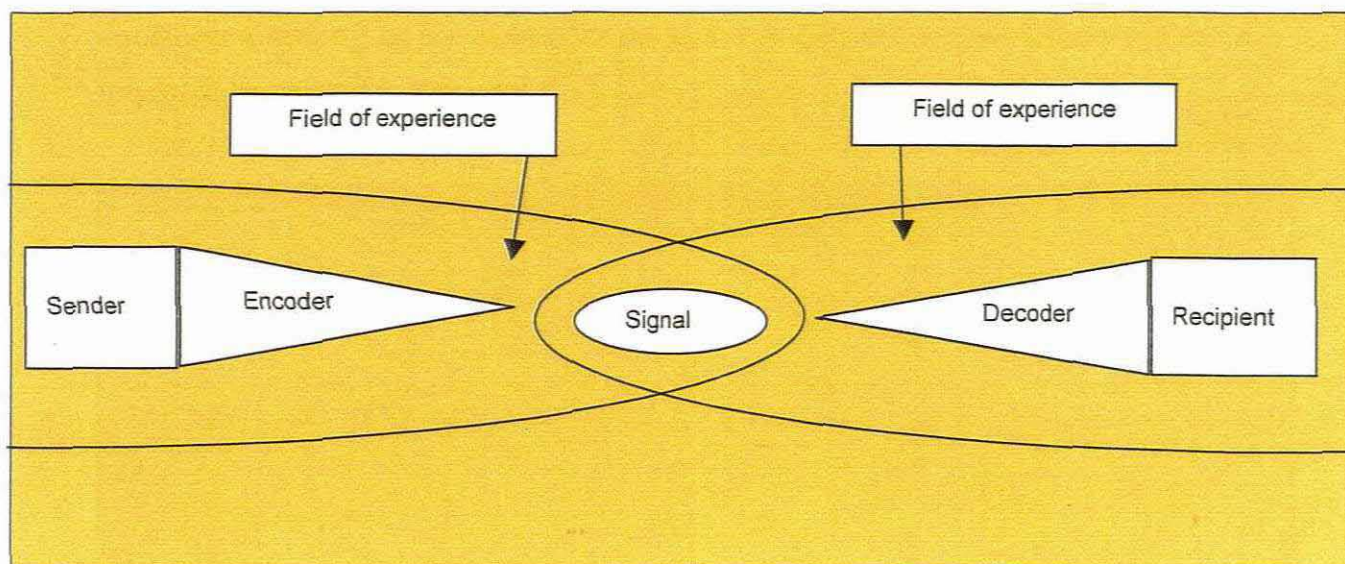 Field of experience
Field of experience
Sender
Encoder
Signal
Decoder
Recipient